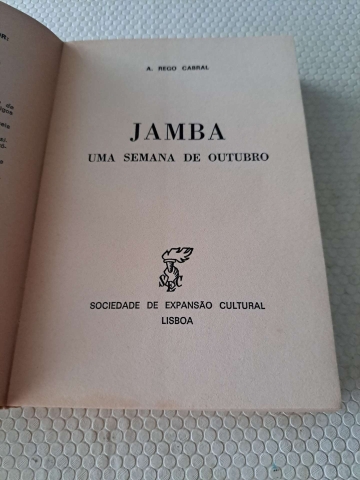 A. REGO CABRAL
JAMBA
UMA SEMANA DE OUTUBRO
SOCIEDADE DE EXPANSÃO CULTURAL
LISBOA